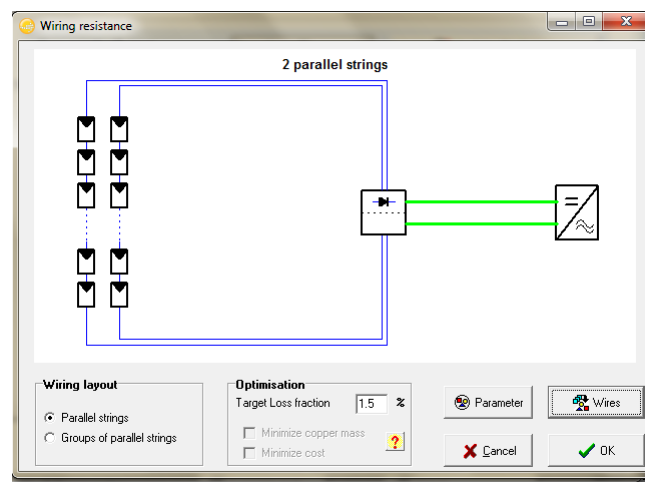 Wiring resistance
2 parallel strings
Wiring layout
Parallel strings
Groups of parallel strings
Optimisation
Target Loss fraction 1.5 %
Minimize copper mass
Minimize cost
?
Parameter
Wires
Cancel
OK